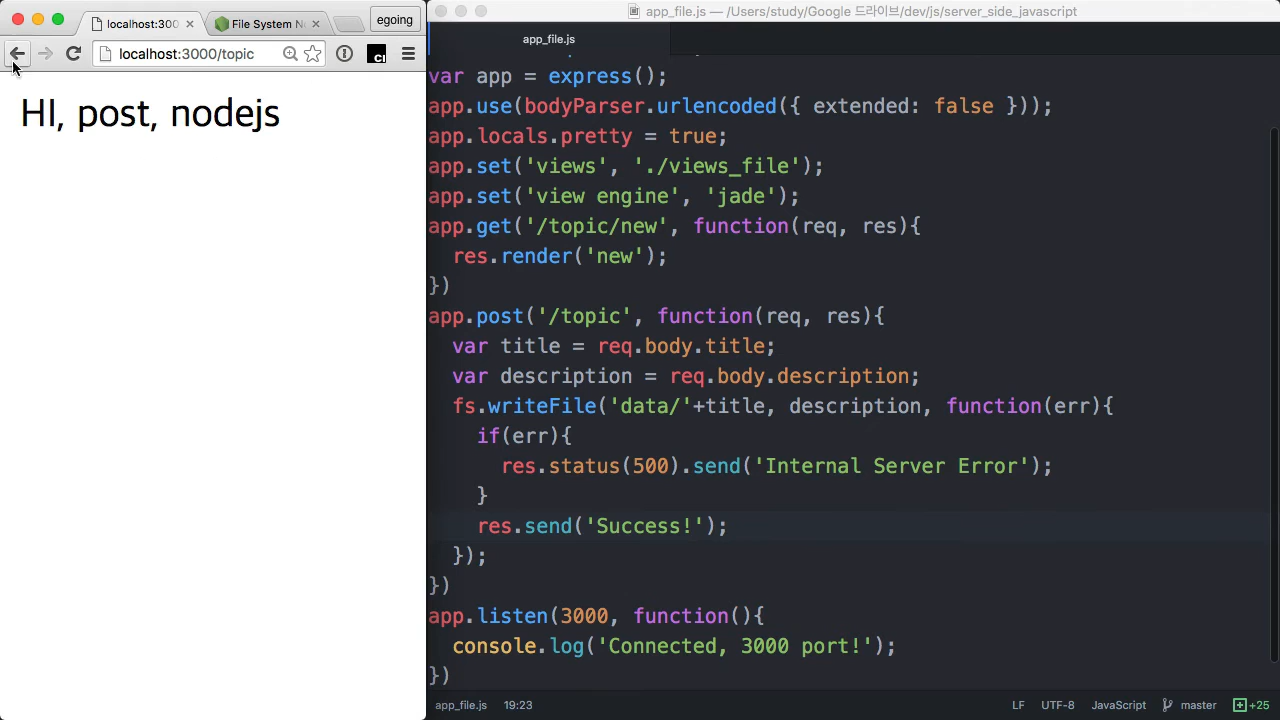 localhost:300
File System No
egoing
localhost:3000/topic
HI, post, nodejs
app_file.js — /Users/study/Google 드라이브/dev/js/server_side_javascript
app_file.js
var app = express();
app.use(bodyParser.urlencoded({ extended: false }));
app.locals.pretty = true;
app.set('views', './views_file');
app.set('view engine', 'jade');
app.get('/topic/new', function(req, res){
  res.render('new');
})
app.post('/topic', function(req, res){
  var title = req.body.title;
  var description = req.body.description;
  fs.writeFile('data/'+title, description, function(err){
    if(err){
      res.status(500).send('Internal Server Error');
    }
    res.send('Success!');
  });
})
app.listen(3000, function(){
  console.log('Connected, 3000 port!');
})
app_file.js 19:23 LF UTF-8 JavaScript master +25